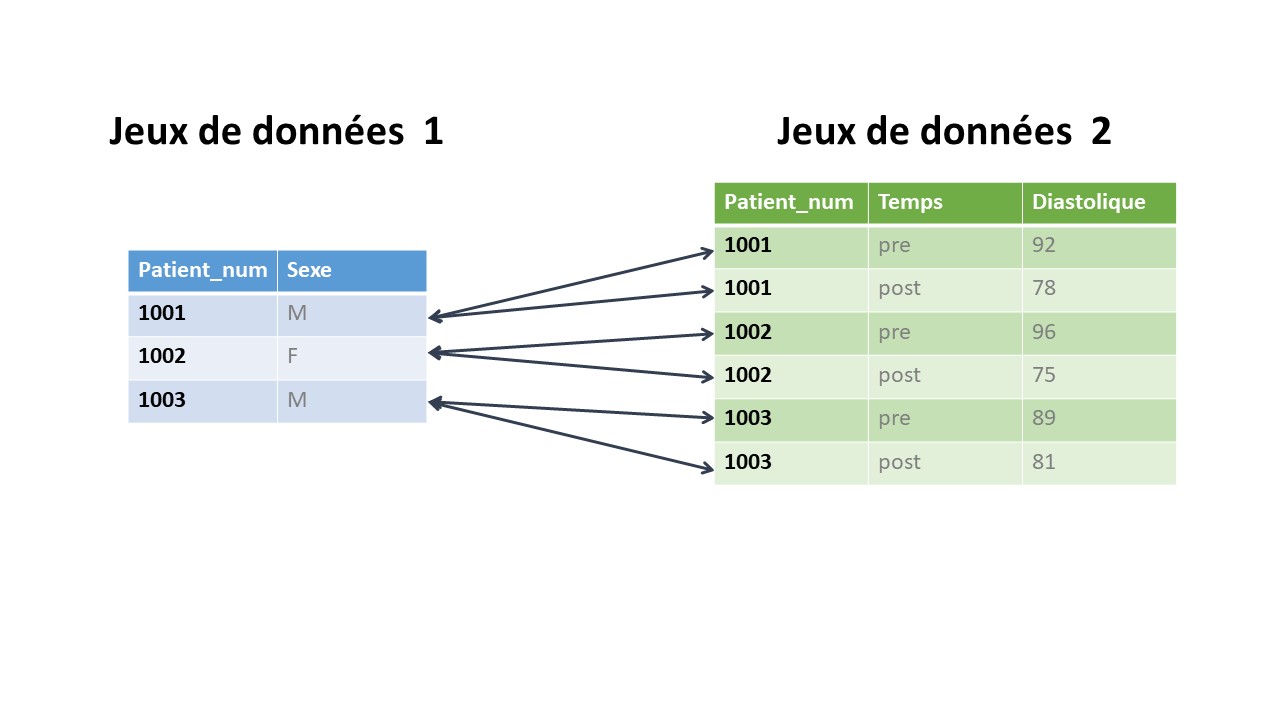 Jeux de données  1
Patient_num Sexe
1001 M
1002 F
1003 M
Jeux de données  2
Patient_num Temps Diastolique
1001 pre 92
1001 post 78
1002 pre 96
1002 post 75
1003 pre 89
1003 post 81